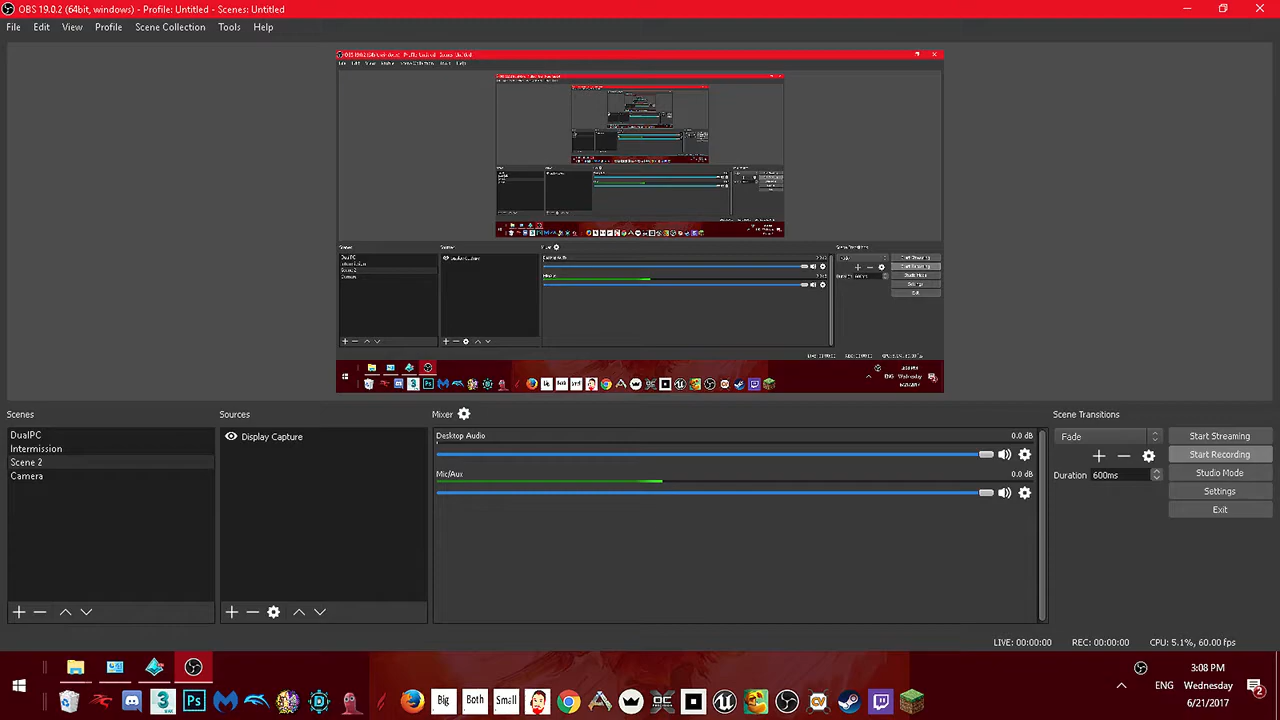 OBS 19.0.2 (64bit, windows) - Profile: Untitled - Scenes: Untitled
File Edit View Profile Scene Collection Tools Help
Scenes Sources Mixer Scene Transitions
DualPC
Intermission
Scene 2
Camera
Display Capture
Desktop Audio 0.0 dB
Mic/Aux 0.0 dB
Fade
Duration 600ms
Start Streaming
Start Recording
Studio Mode
Settings
Exit
LIVE: 00:00:00 REC: 00:00:00 CPU: 5.1%, 60.00 fps
3:08 PM
ENG Wednesday 2
6/21/2017
Ps Big Both Small CV